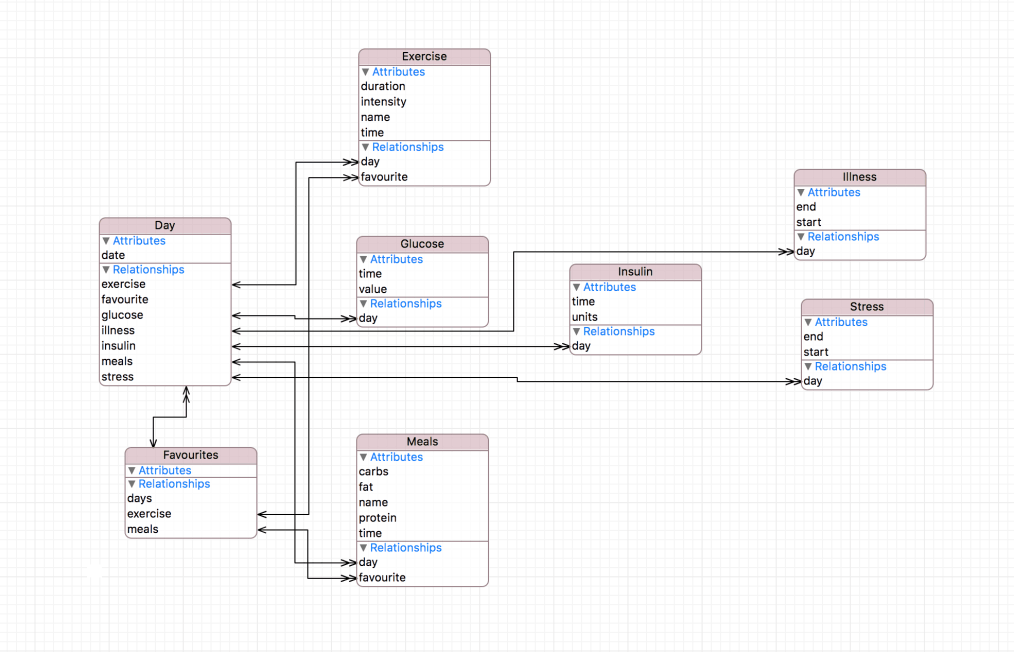 Exercise
Attributes
duration
intensity
name
time
Relationships
day
favourite
Illness
Attributes
end
start
Relationships
day
Day
Attributes
date
Relationships
exercise
favourite
glucose
illness
insulin
meals
stress
Glucose
Attributes
time
value
Relationships
day
Insulin
Attributes
time
units
Relationships
day
Stress
Attributes
end
start
Relationships
day
Favourites
Attributes
Relationships
days
exercise
meals
Meals
Attributes
carbs
fat
name
protein
time
Relationships
day
favourite